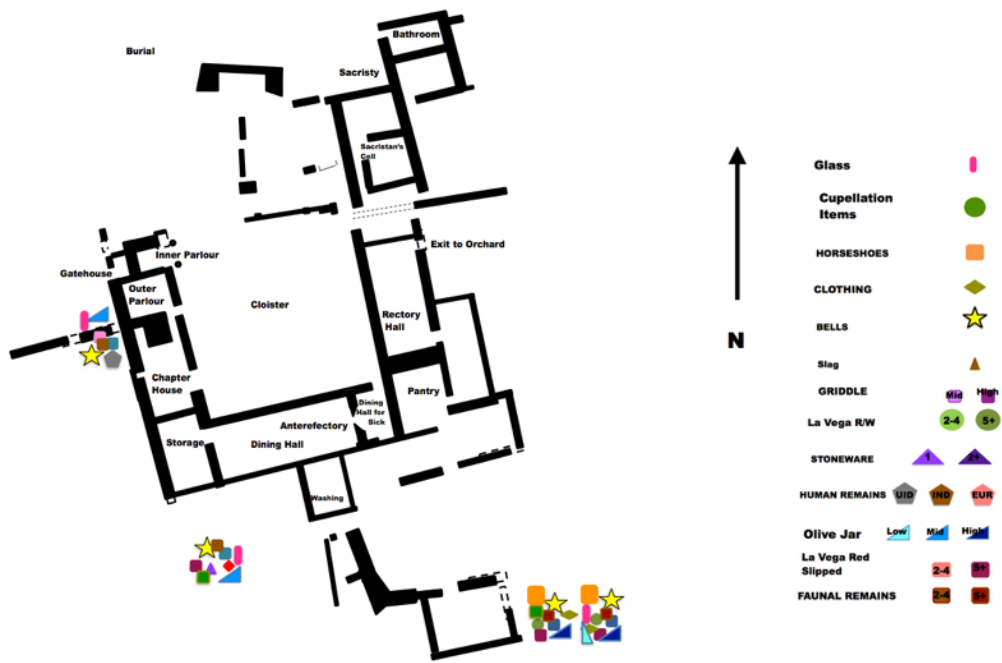 Bathroom
Burial
Sacristy
Sacristan's
Cell
Exit to Orchard
Inner Parlour
Gatehouse
Outer
Parlour
Cloister
Rectory
Hall
Chapter
House
Pantry
Dining
Hall for
Sick
Anterefectory
Storage
Dining Hall
Washing
N
Glass
Cupellation
Items
HORSESHOES
CLOTHING
BELLS
Slag
GRIDDLE Mid High
La Vega R/W 2-4 5+
STONEWARE 1 2+
HUMAN REMAINS UID IND EUR
Olive Jar Low Mid High
La Vega Red
Slipped 2-4 5+
FAUNAL REMAINS 2-4 5+